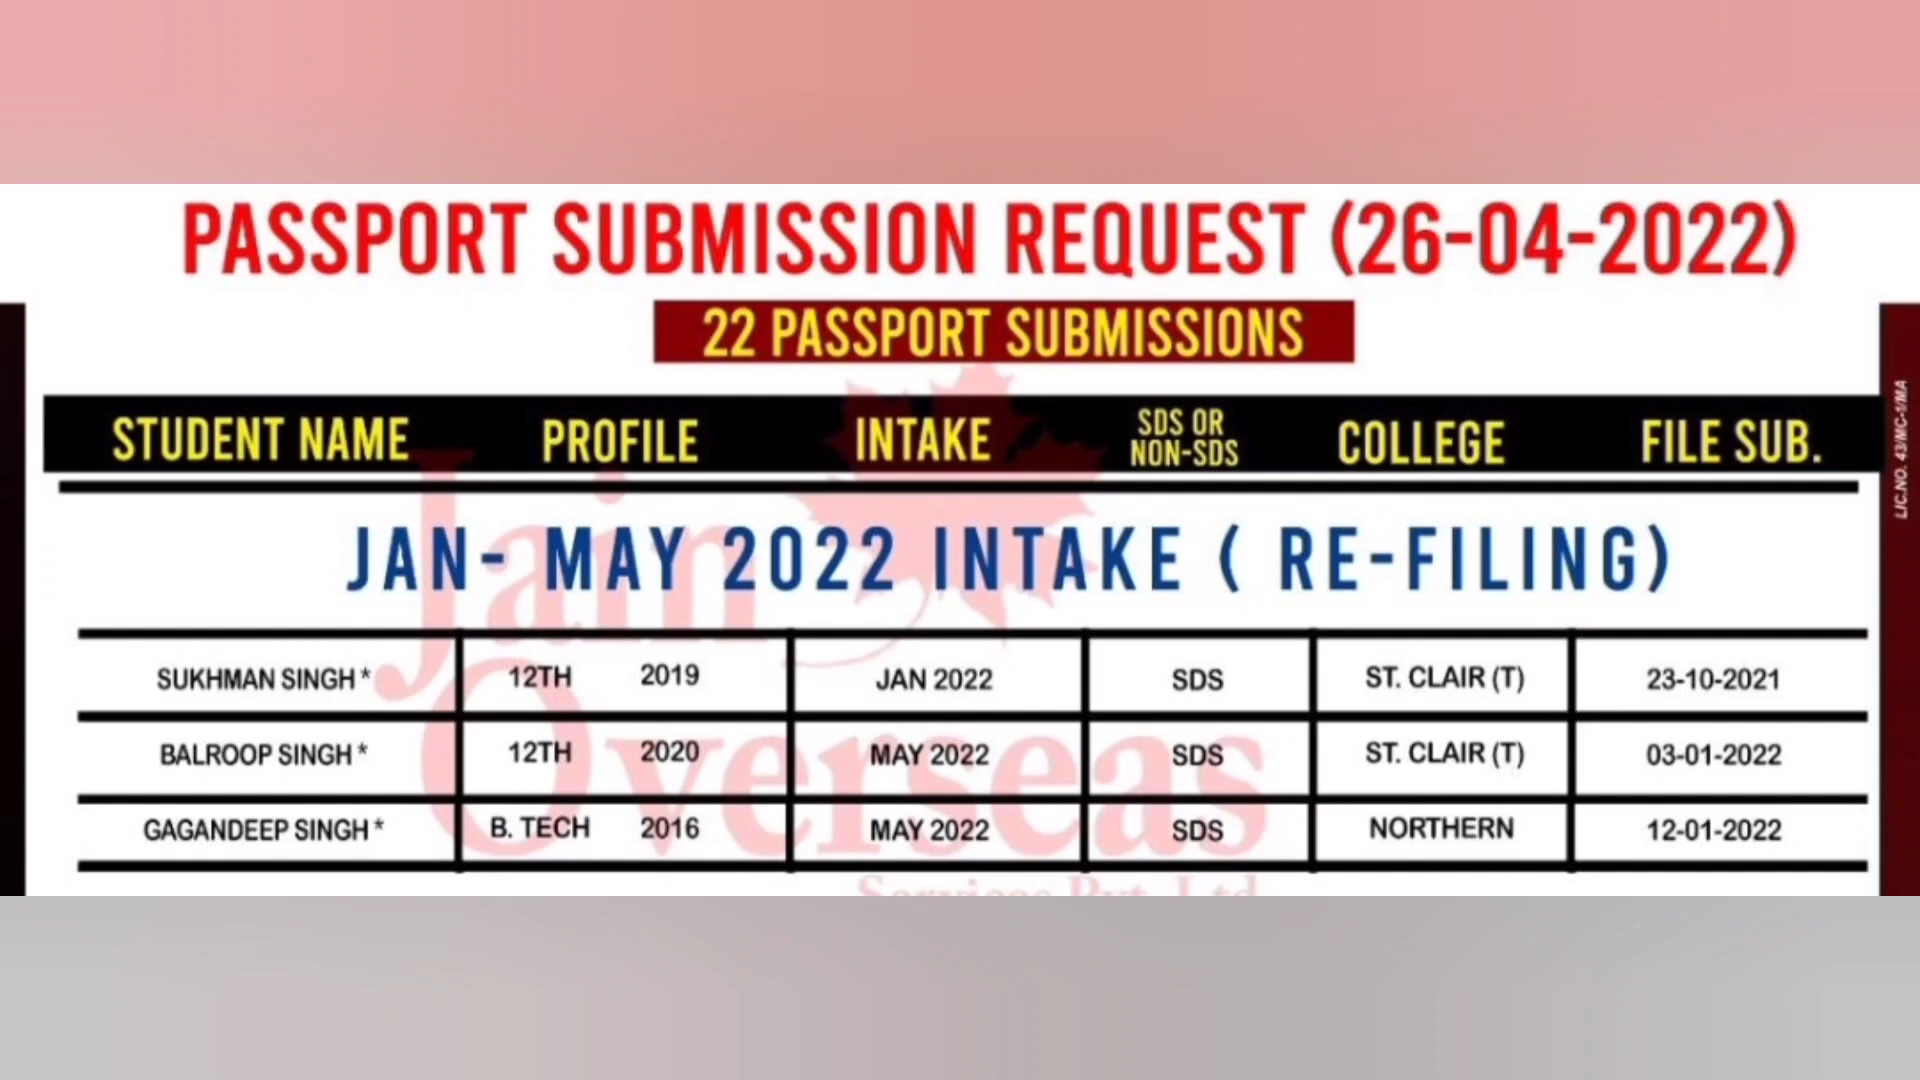 PASSPORT SUBMISSION REQUEST (26-04-2022)
22 PASSPORT SUBMISSIONS
STUDENT NAME PROFILE INTAKE SDS OR NON-SDS COLLEGE FILE SUB.
LIC.NO. 43/MC-1/MA
JAN- MAY 2022 INTAKE ( RE-FILING)
SUKHMAN SINGH * 12TH 2019 JAN 2022 SDS ST. CLAIR (T) 23-10-2021
BALROOP SINGH * 12TH 2020 MAY 2022 SDS ST. CLAIR (T) 03-01-2022
GAGANDEEP SINGH * B. TECH 2016 MAY 2022 SDS NORTHERN 12-01-2022
Jain
Overseas
Services Pvt. Ltd